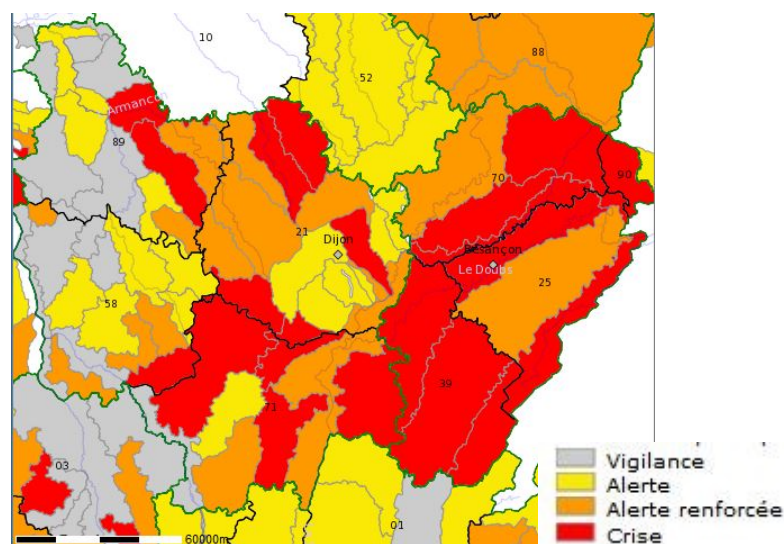 10
52
88
Armançon
89
70
90
21
Dijon
Besançon
Le Doubs
58
25
39
71
03
01
60000m
Vigilance
Alerte
Alerte renforcée
Crise